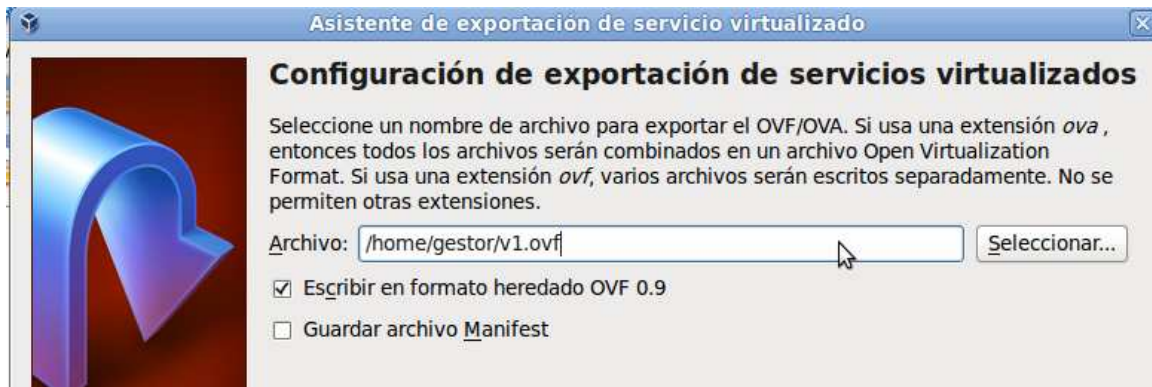 Asistente de exportación de servicio virtualizado
Configuración de exportación de servicios virtualizados
Seleccione un nombre de archivo para exportar el OVF/OVA. Si usa una extensión ova ,
entonces todos los archivos serán combinados en un archivo Open Virtualization
Format. Si usa una extensión ovf, varios archivos serán escritos separadamente. No se
permiten otras extensiones.
Archivo: /home/gestor/v1.ovf Seleccionar...
Escribir en formato heredado OVF 0.9
Guardar archivo Manifest